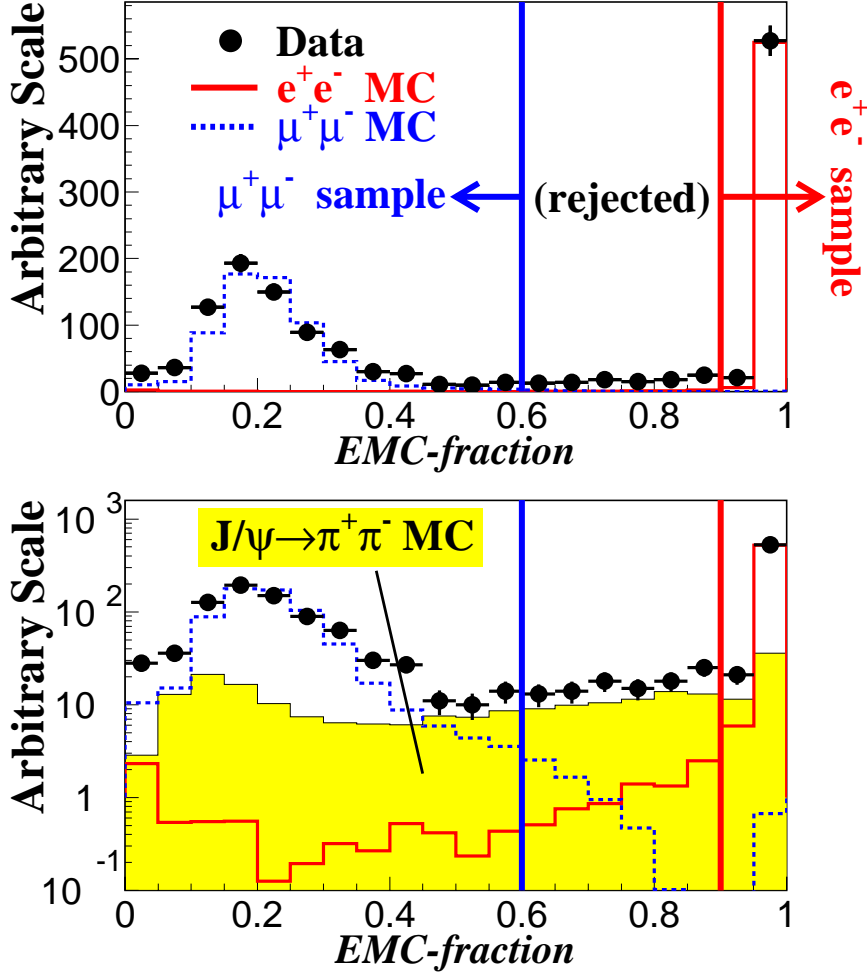 Arbitrary Scale
500
400
300
200
100
0
Data
e⁺e⁻ MC
μ⁺μ⁻ MC
μ⁺μ⁻ sample
(rejected)
e⁺e⁻ sample
0 0.2 0.4 0.6 0.8 1
EMC-fraction
Arbitrary Scale
10³
10²
10
1
10⁻¹
J/ψ→π⁺π⁻ MC
0 0.2 0.4 0.6 0.8 1
EMC-fraction